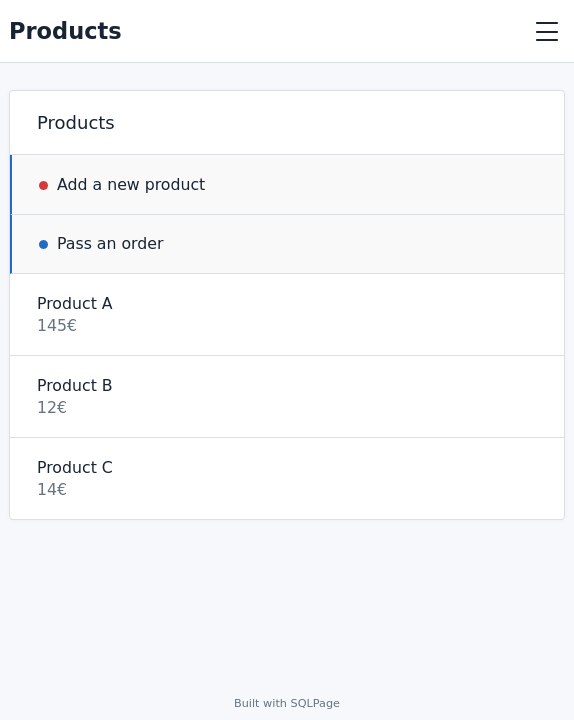 Products
Products
Add a new product
Pass an order
Product A
145€
Product B
12€
Product C
14€
Built with SQLPage